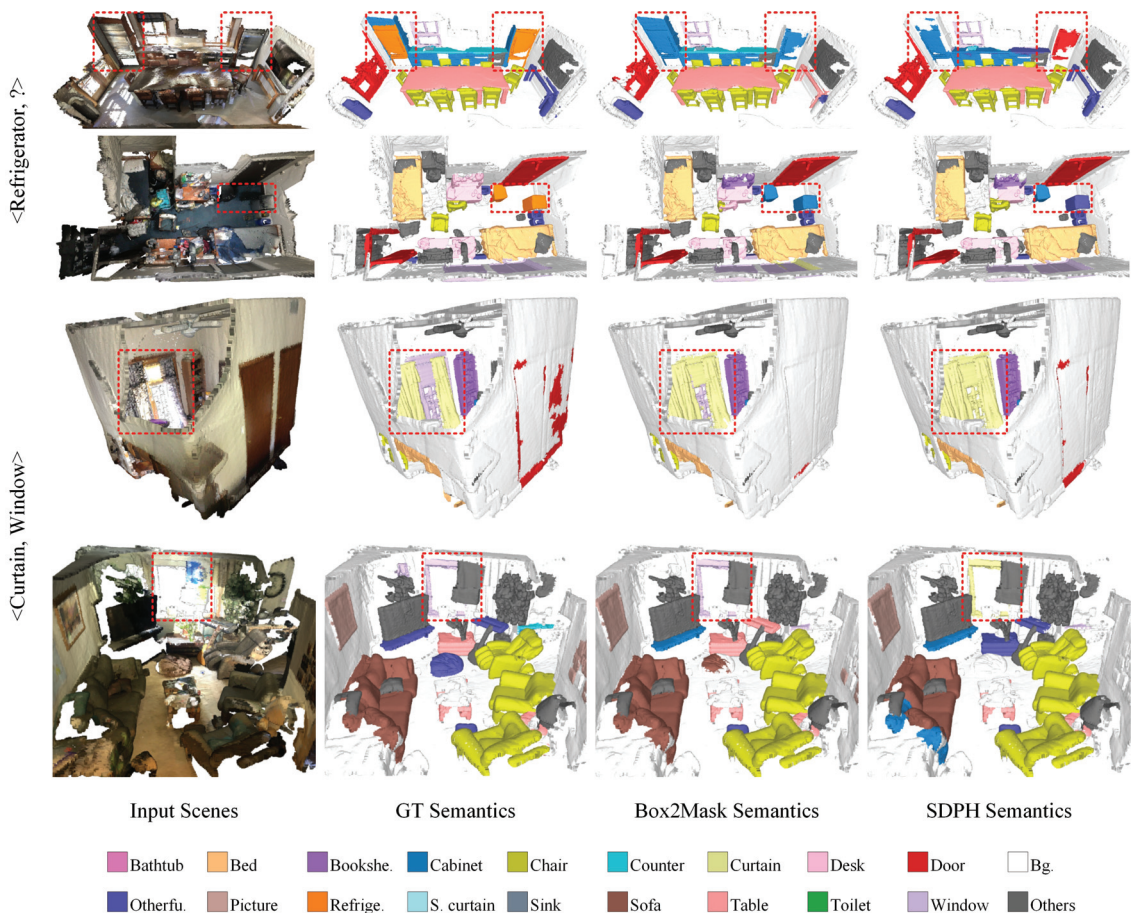 <Refrigerator, ?>
<Curtain, Window>
Input Scenes GT Semantics Box2Mask Semantics SDPH Semantics
Bathtub Bed Bookshe. Cabinet Chair Counter Curtain Desk Door Bg.
Otherfu. Picture Refrige. S. curtain Sink Sofa Table Toilet Window Others